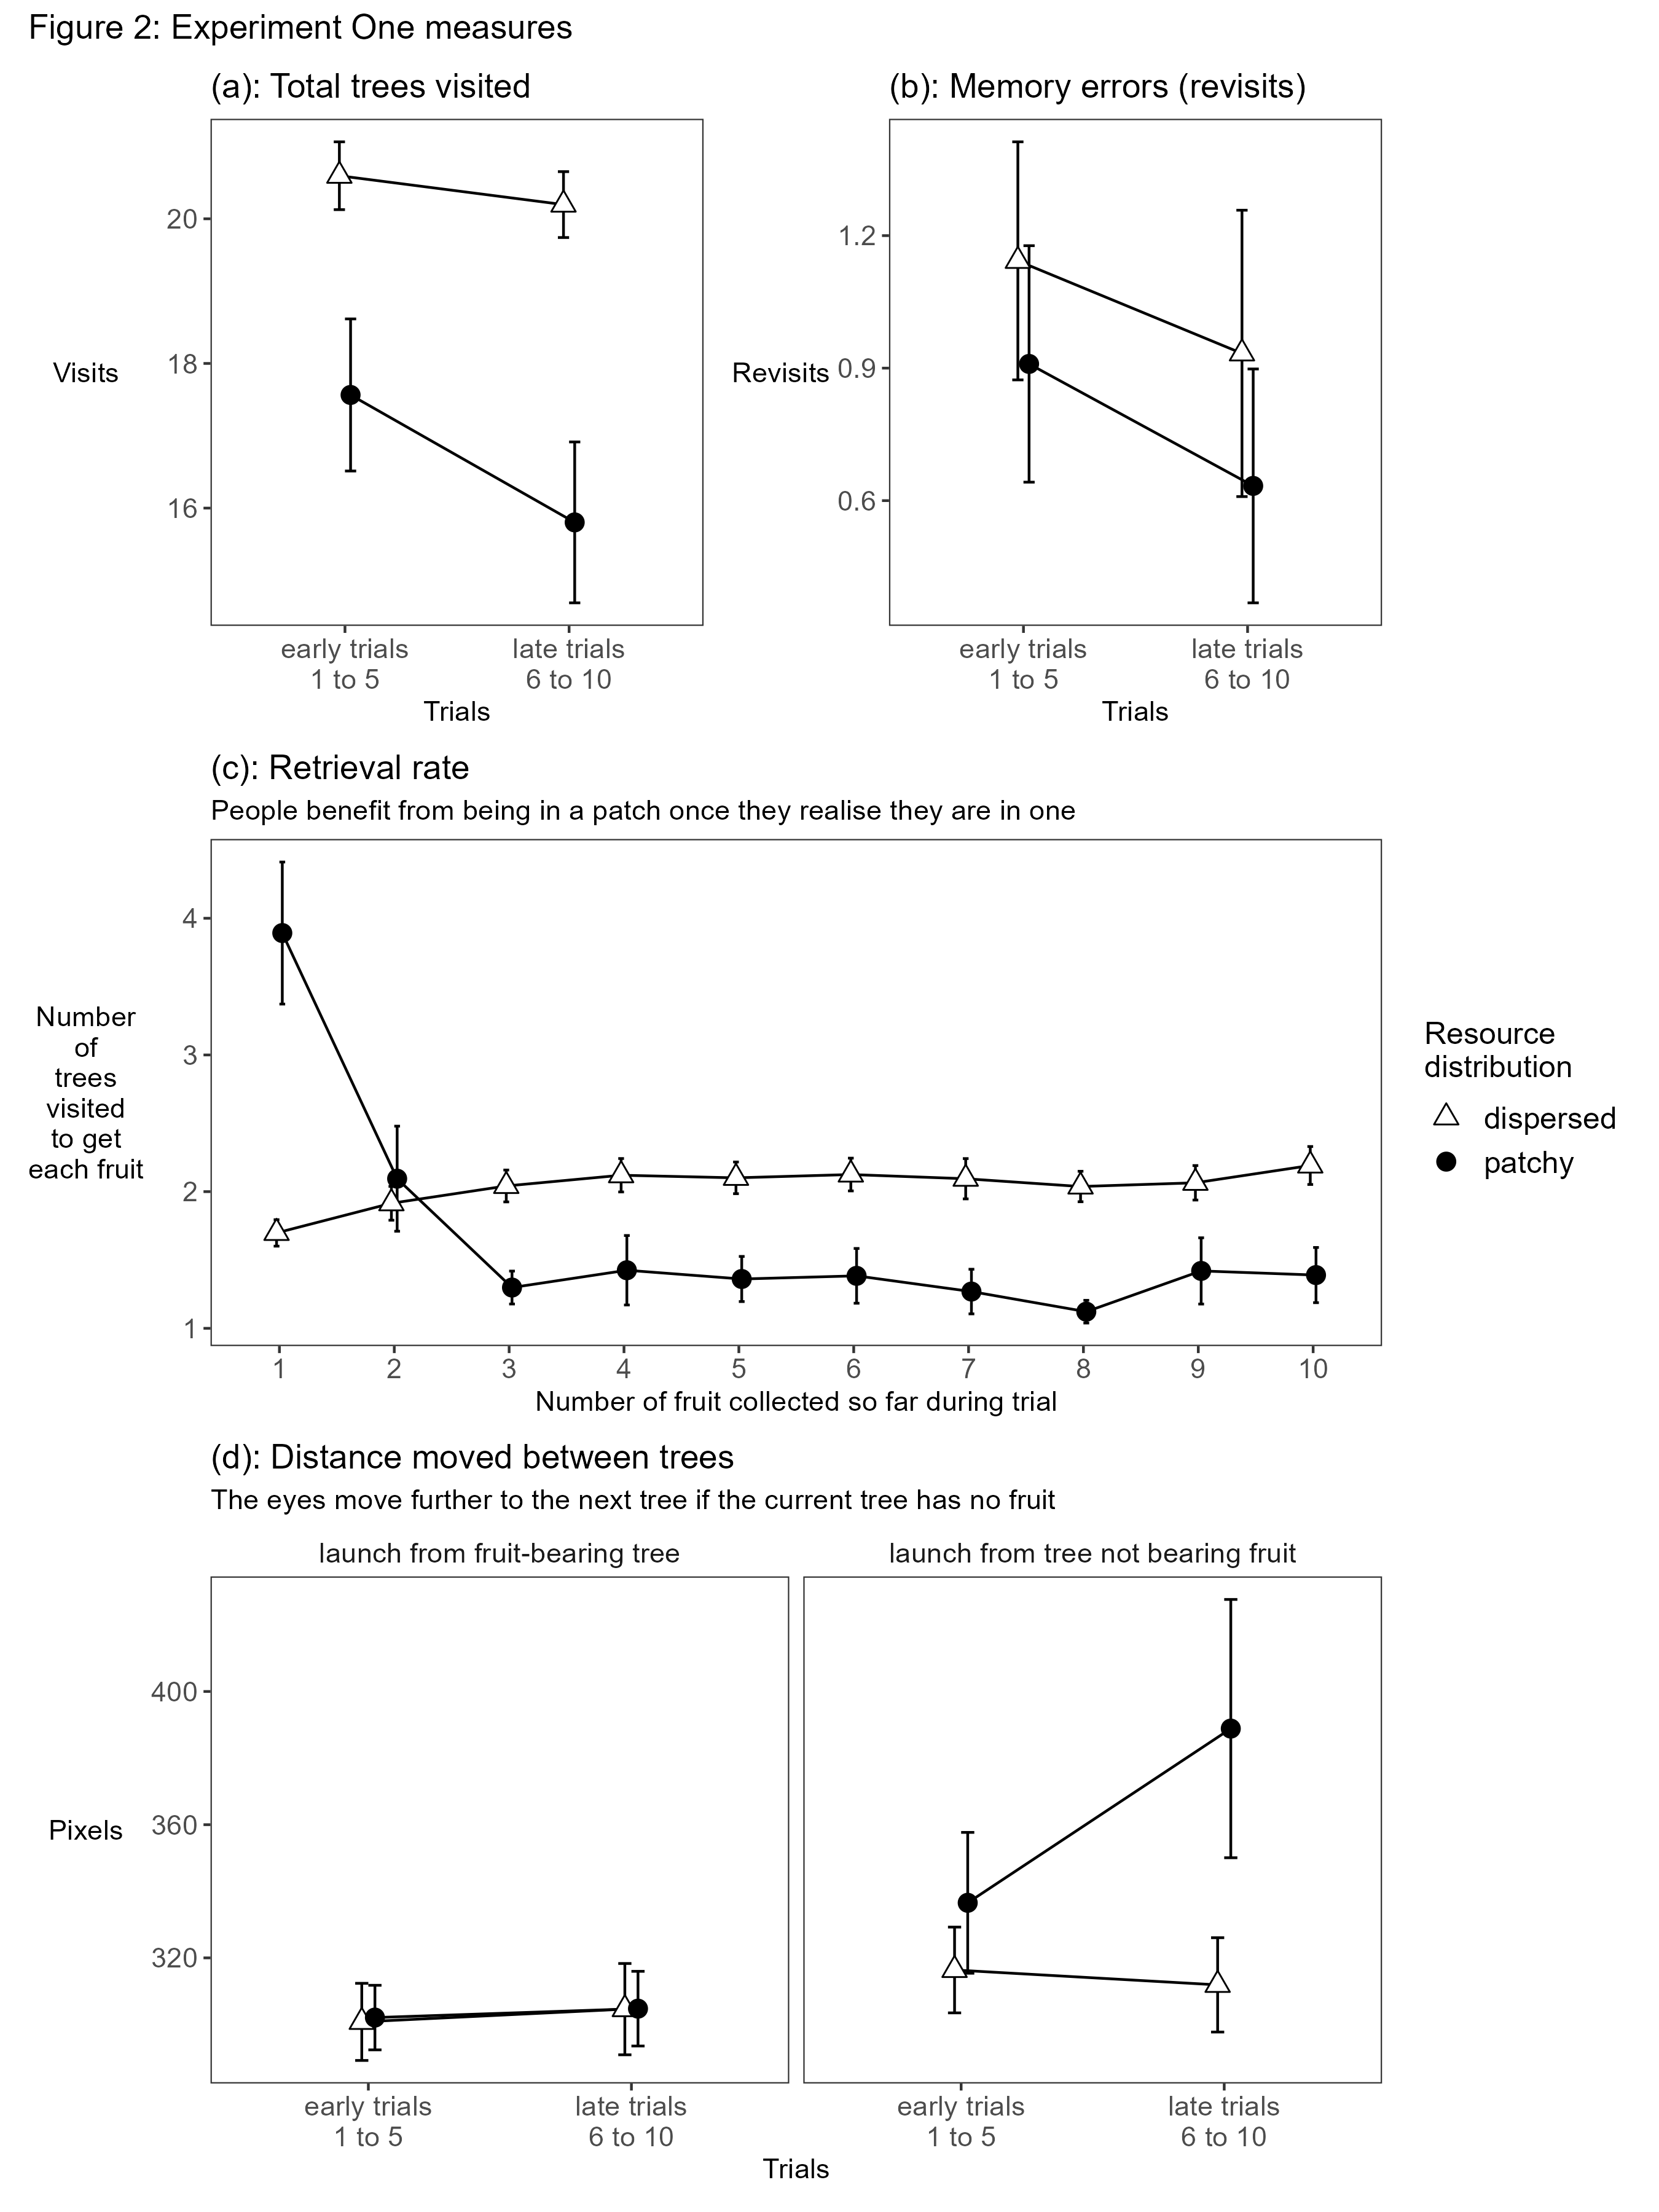 Figure 2: Experiment One measures
(a): Total trees visited
Visits
20
18
16
early trials
1 to 5
late trials
6 to 10
Trials
(b): Memory errors (revisits)
Revisits
1.2
0.9
0.6
early trials
1 to 5
late trials
6 to 10
Trials
(c): Retrieval rate
People benefit from being in a patch once they realise they are in one
Number
of
trees
visited
to get
each fruit
4
3
2
1
1 2 3 4 5 6 7 8 9 10
Number of fruit collected so far during trial
Resource
distribution
dispersed
patchy
(d): Distance moved between trees
The eyes move further to the next tree if the current tree has no fruit
launch from fruit-bearing tree
launch from tree not bearing fruit
Pixels
400
360
320
early trials
1 to 5
late trials
6 to 10
early trials
1 to 5
late trials
6 to 10
Trials